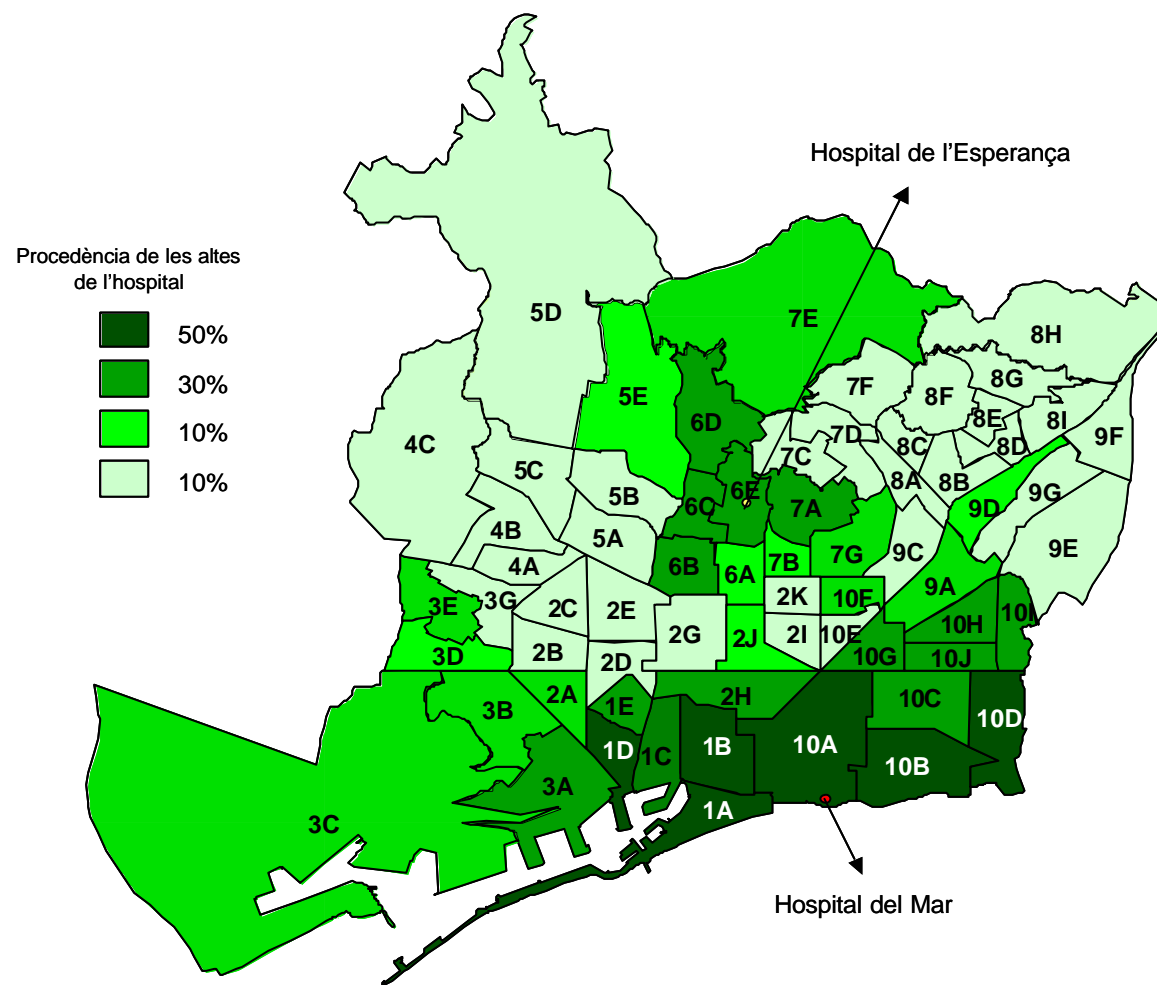 Hospital de l'Esperança
Procedència de les altes
de l'hospital
50%
30%
10%
10%
5D
7E
8H
5E
7F
8F
8G
6D
8E
8I
4C
7D
8C
8D
9F
5C
7C
5B
6E
8A
8B
9G
6C
7A
9D
4B
5A
9E
7G
9C
4A
6B
6A
7B
9A
3E
3G
2C
2E
2K
10F
10I
10H
3D
2B
2D
2G
2J
2I
10E
10G
10J
3B
2A
1E
2H
10C
10D
1D
1C
1B
10A
10B
3A
1A
3C
Hospital del Mar